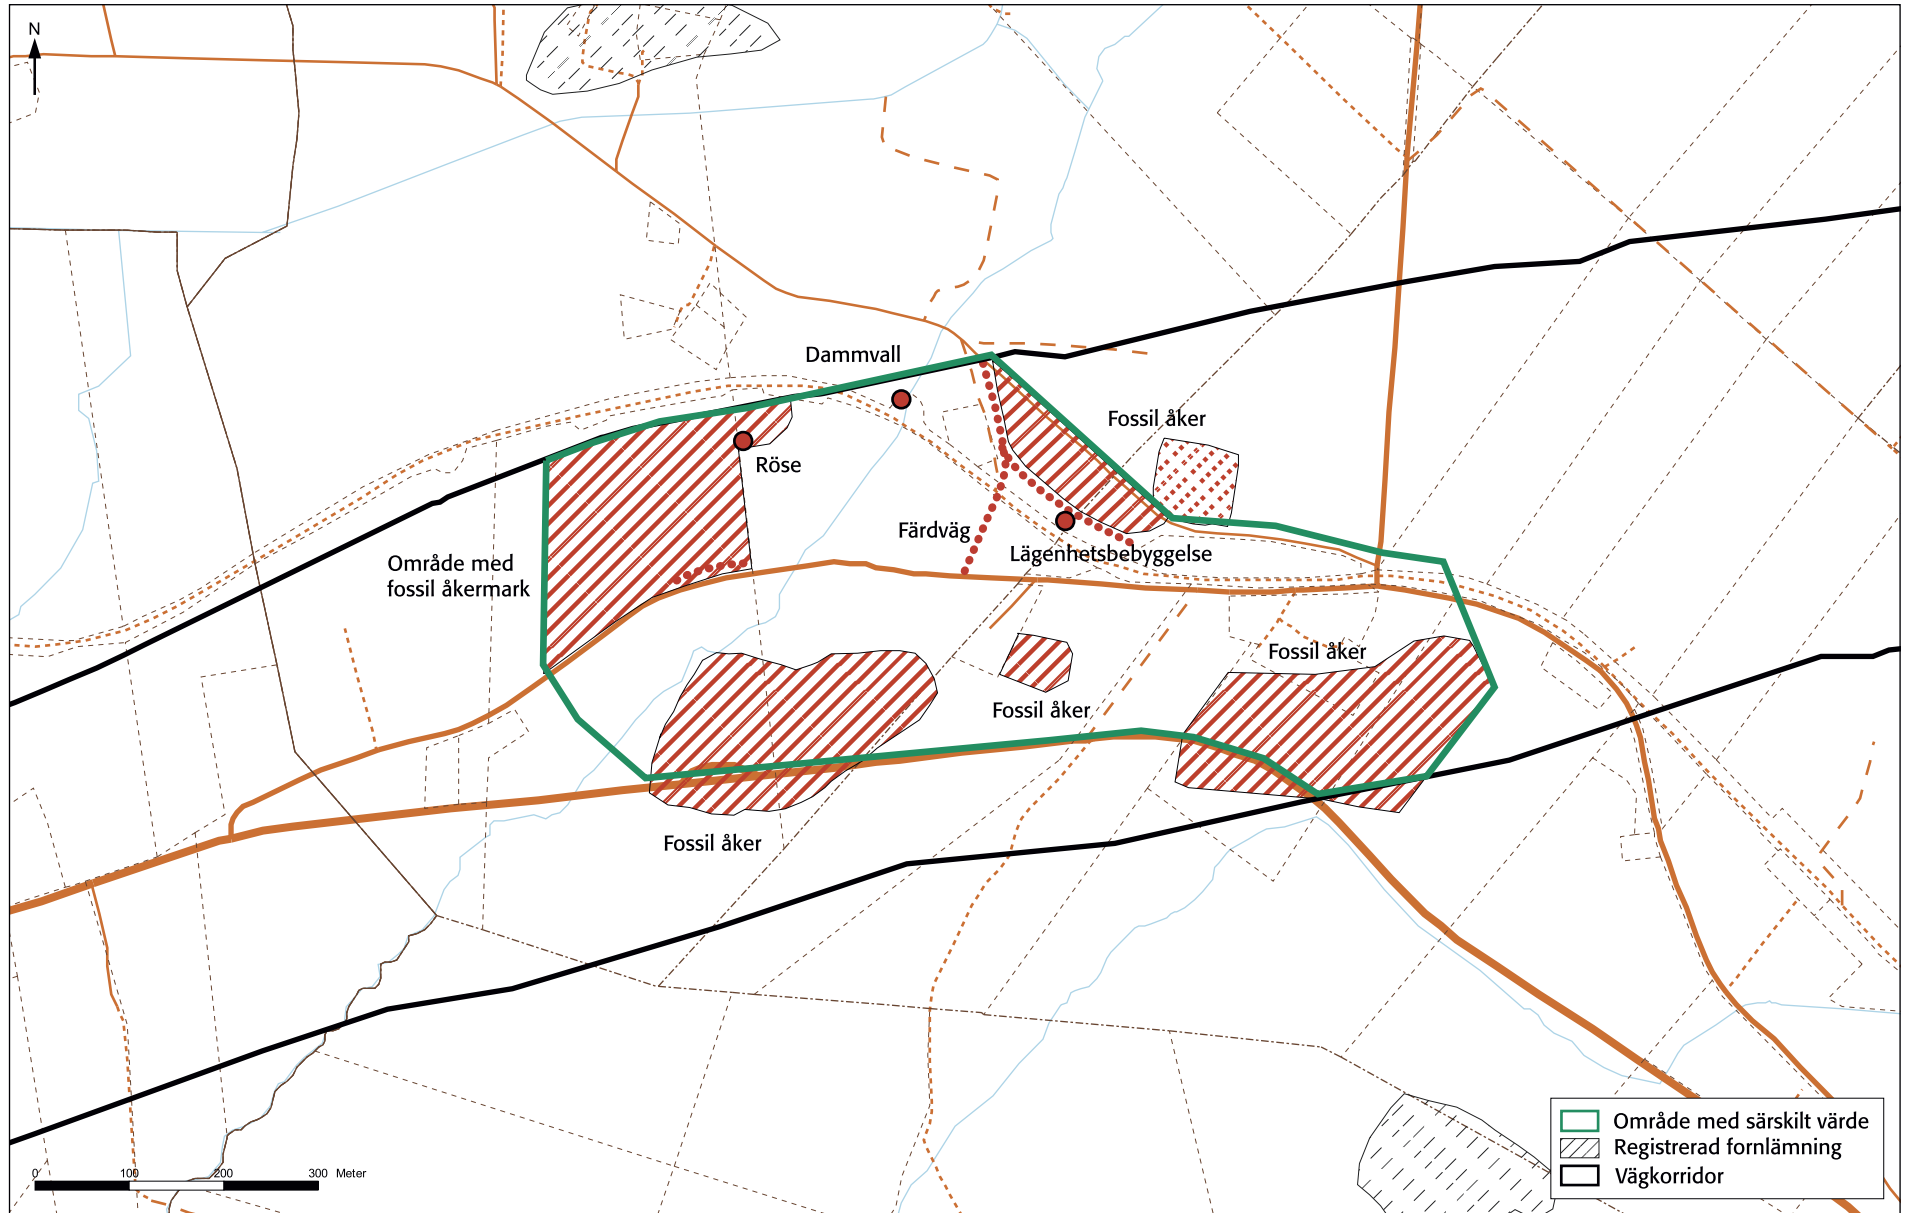 N
Dammvall
Fossil åker
Röse
Färdväg
Lägenhetsbebyggelse
Område med
fossil åkermark
Fossil åker
Fossil åker
Fossil åker
Område med särskilt värde
Registrerad fornlämning
Vägkorridor
0 100 200 300 Meter